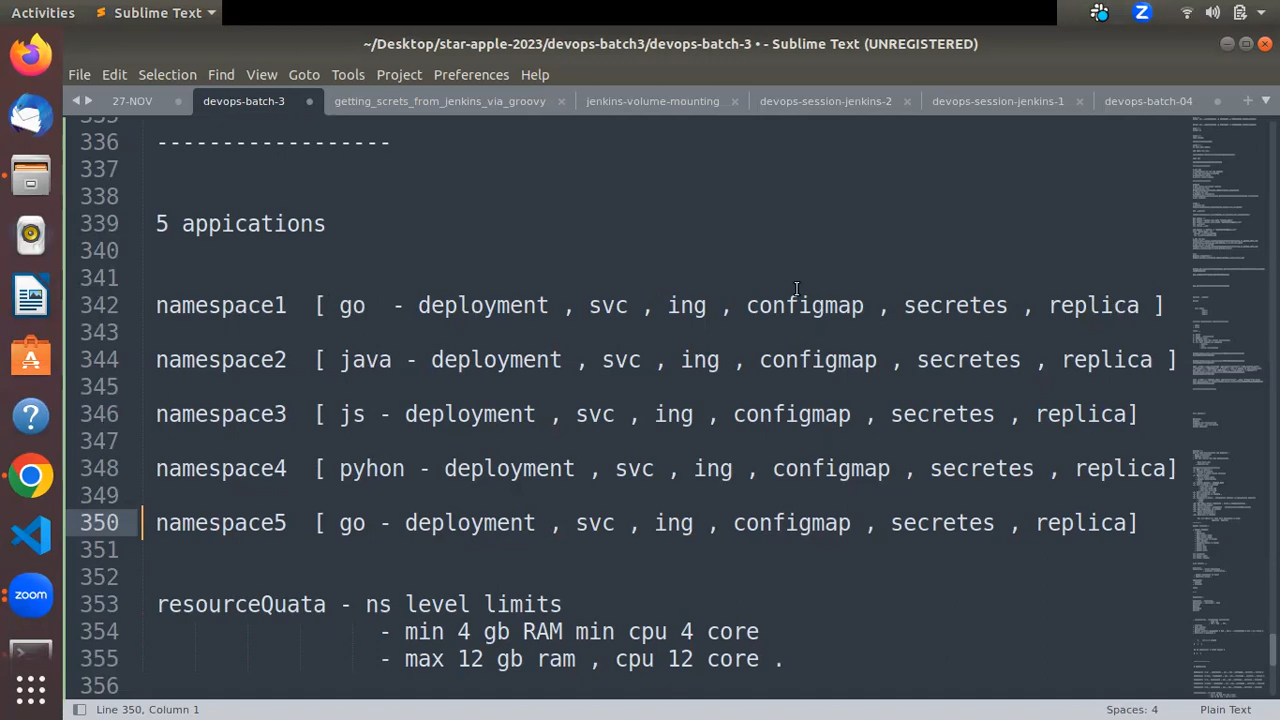 Activities Sublime Text
~/Desktop/star-apple-2023/devops-batch3/devops-batch-3 • - Sublime Text (UNREGISTERED)
File Edit Selection Find View Goto Tools Project Preferences Help
27-NOV devops-batch-3 getting_screts_from_jenkins_via_groovy jenkins-volume-mounting devops-session-jenkins-2 devops-session-jenkins-1 devops-batch-04
335
336 ------------------
337
338
339 5 appications
340
341
342 namespace1 [ go - deployment , svc , ing , configmap , secretes , replica ]
343
344 namespace2 [ java - deployment , svc , ing , configmap , secretes , replica ]
345
346 namespace3 [ js - deployment , svc , ing , configmap , secretes , replica]
347
348 namespace4 [ pyhon - deployment , svc , ing , configmap , secretes , replica]
349
350 namespace5 [ go - deployment , svc , ing , configmap , secretes , replica]
351
352
353 resourceQuata - ns level limits
354 - min 4 gb RAM min cpu 4 core
355 - max 12 gb ram , cpu 12 core .
356
Line 350, Column 1 Spaces: 4 Plain Text
zoom